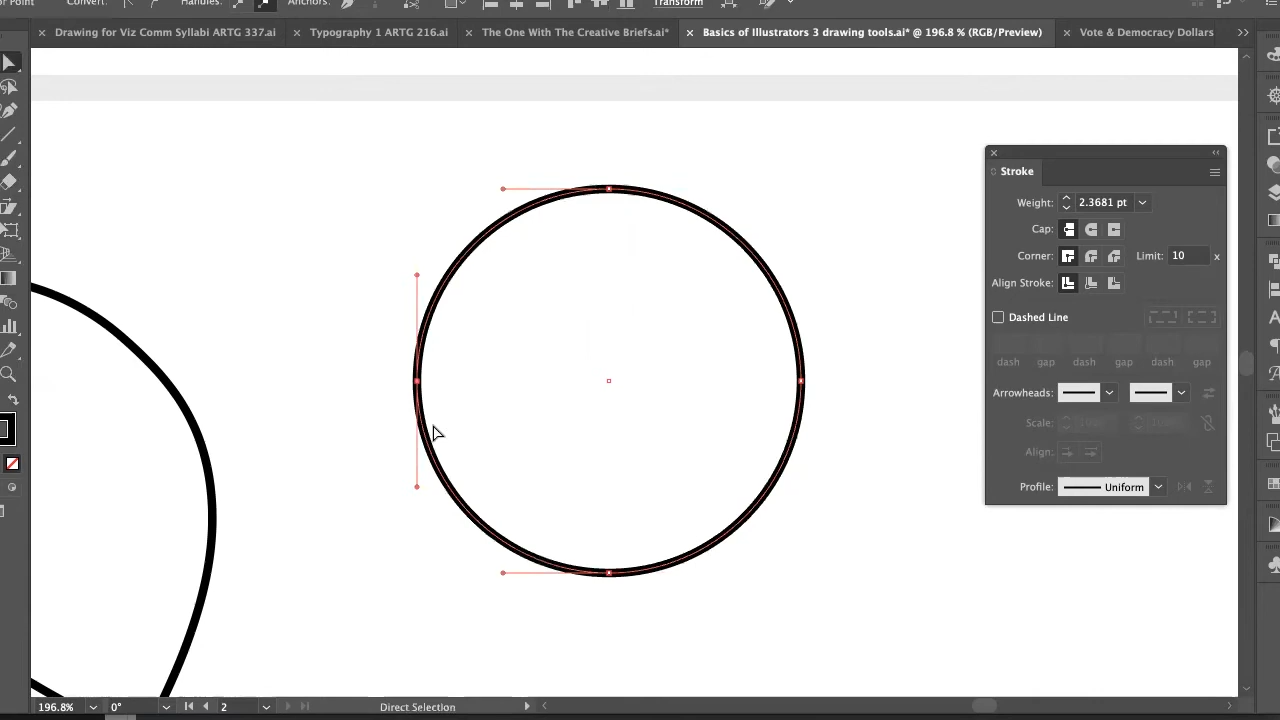 Convert: Handles: Anchors: Transform
Drawing for Viz Comm Syllabi ARTG 337.ai Typography 1 ARTG 216.ai The One With The Creative Briefs.ai* Basics of Illustrators 3 drawing tools.ai* @ 196.8 % (RGB/Preview) Vote & Democracy Dollars
Stroke
Weight: 2.3681 pt
Cap:
Corner: Limit: 10 x
Align Stroke:
Dashed Line
dash gap dash gap dash gap
Arrowheads:
Scale:
Align:
Profile: Uniform
196.8% 0° 2 Direct Selection